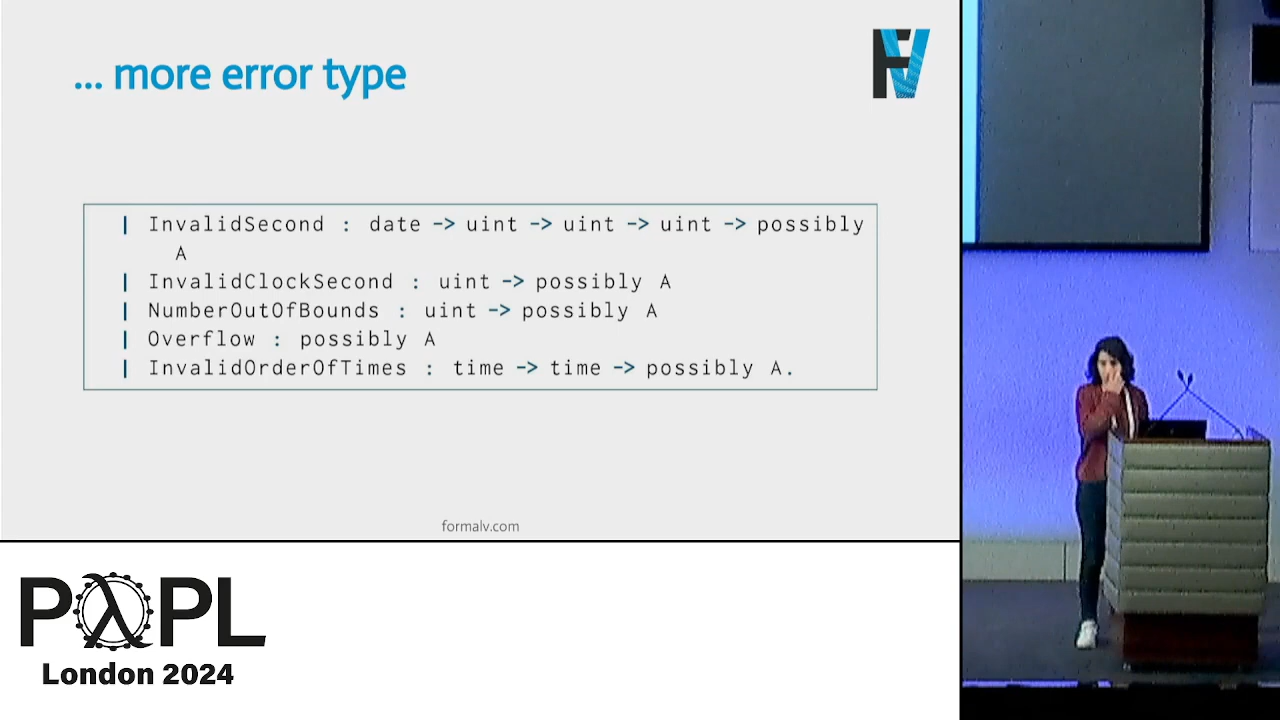 ... more error type
FV
| InvalidSecond : date -> uint -> uint -> uint -> possibly
A
| InvalidClockSecond : uint -> possibly A
| NumberOutOfBounds : uint -> possibly A
| Overflow : possibly A
| InvalidOrderOfTimes : time -> time -> possibly A.
formalv.com
PλPL
London 2024